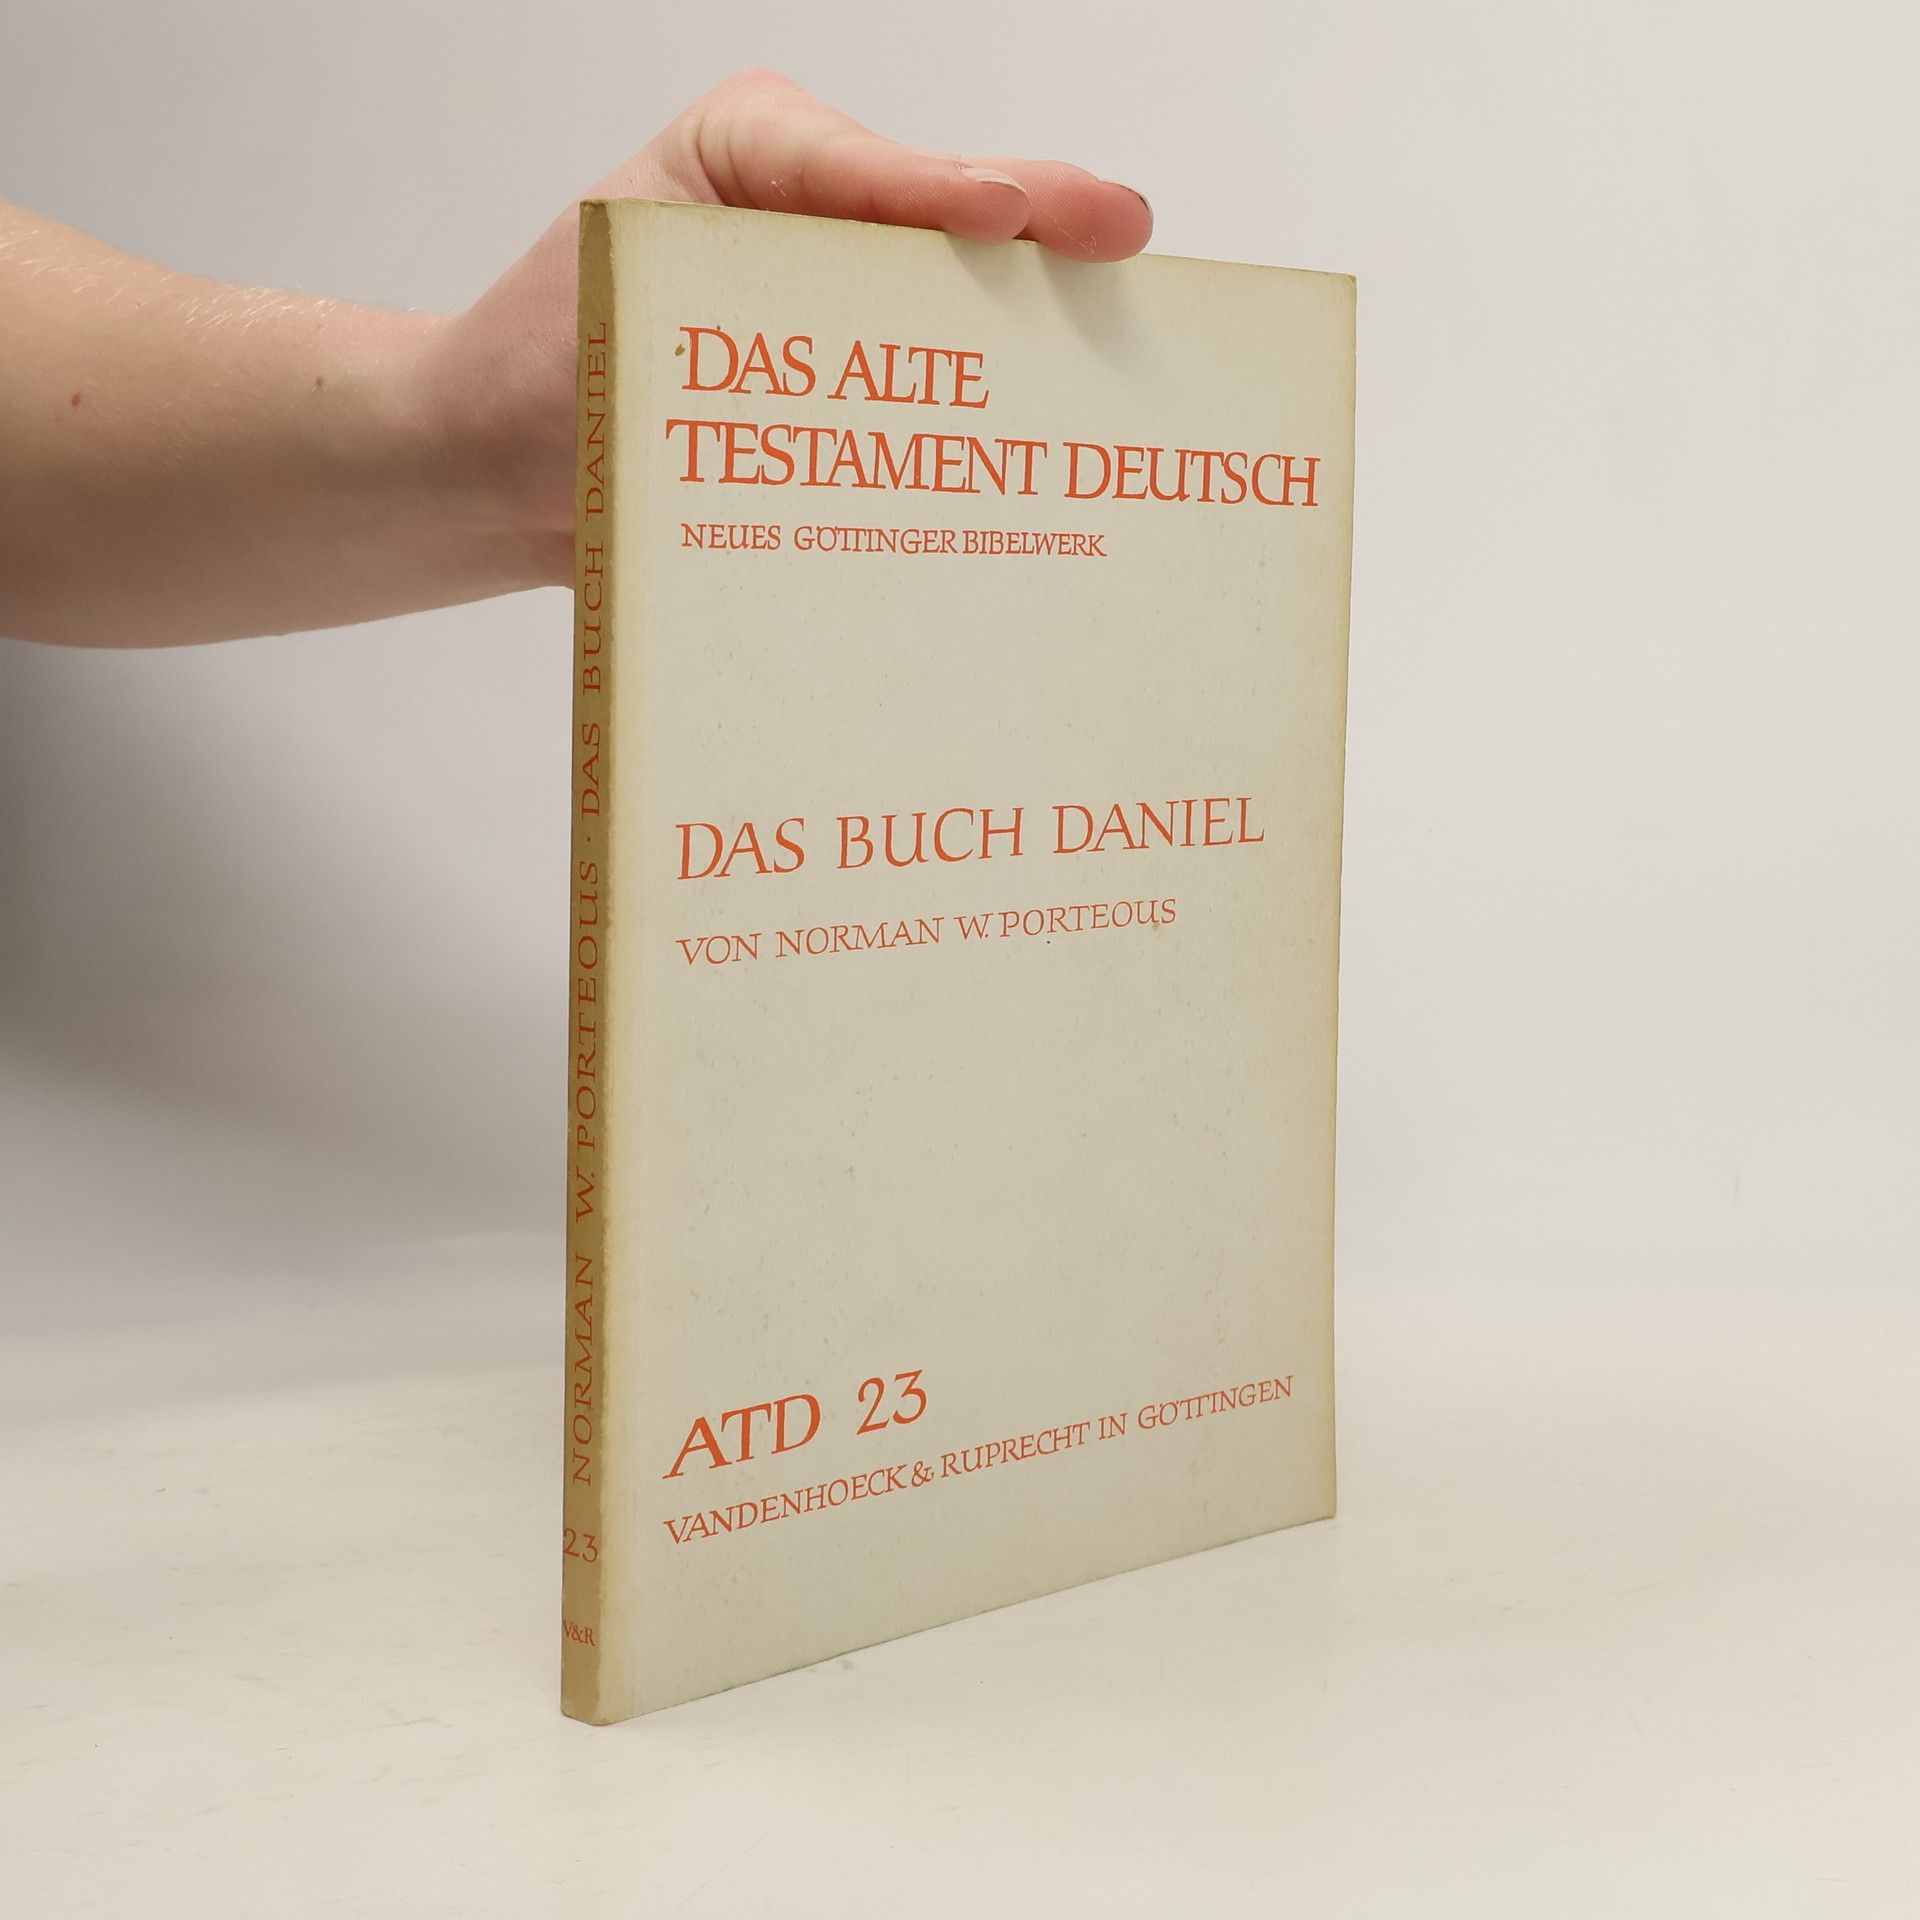 DAS ALTE
TESTAMENT DEUTSCH
NEUES GÖTTINGER BIBELWERK
DAS BUCH DANIEL
VON NORMAN W. PORTEOUS
ATD 23
VANDENHOECK & RUPRECHT IN GÖTTINGEN
NORMAN W. PORTEOUS · DAS BUCH DANIEL
23
V&R